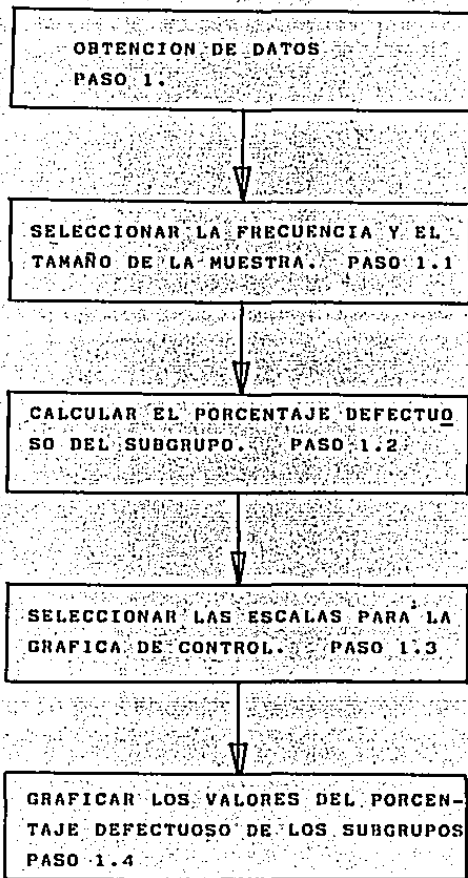 OBTENCION DE DATOS
PASO 1.
SELECCIONAR LA FRECUENCIA Y EL
TAMAÑO DE LA MUESTRA. PASO 1.1
CALCULAR EL PORCENTAJE DEFECTUO
SO DEL SUBGRUPO. PASO 1.2
SELECCIONAR LAS ESCALAS PARA LA
GRAFICA DE CONTROL. PASO 1.3
GRAFICAR LOS VALORES DEL PORCEN-
TAJE DEFECTUOSO DE LOS SUBGRUPOS
PASO 1.4